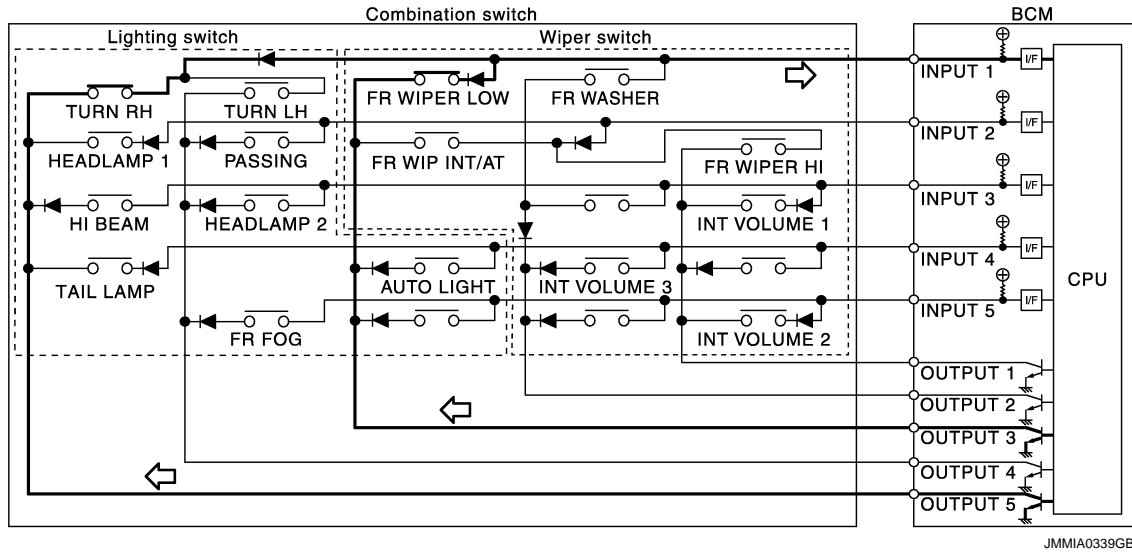 Combination switch
BCM
Lighting switch
Wiper switch
TURN RH
TURN LH
FR WIPER LOW
FR WASHER
INPUT 1
I/F
HEADLAMP 1
PASSING
FR WIP INT/AT
FR WIPER HI
INPUT 2
I/F
HI BEAM
HEADLAMP 2
INT VOLUME 1
INPUT 3
I/F
TAIL LAMP
AUTO LIGHT
INT VOLUME 3
INPUT 4
I/F
CPU
FR FOG
INT VOLUME 2
INPUT 5
I/F
OUTPUT 1
OUTPUT 2
OUTPUT 3
OUTPUT 4
OUTPUT 5
JMMIA0339GB